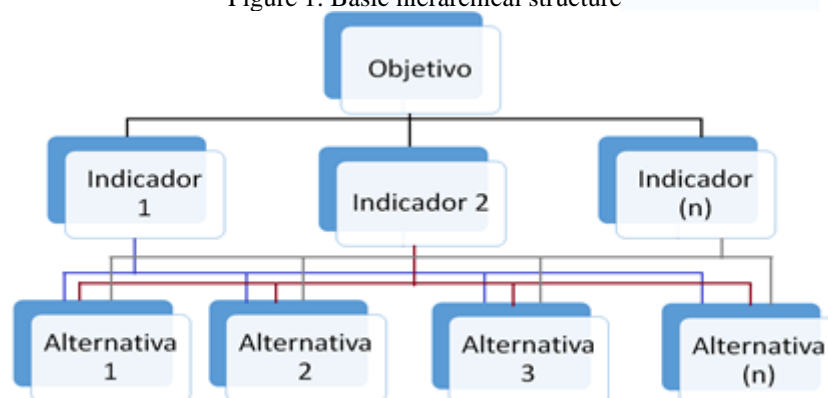 Figure 1. Basic hierarchical structure
Objetivo
Indicador
1
Indicador 2
Indicador
(n)
Alternativa
1
Alternativa
2
Alternativa
3
Alternativa
(n)